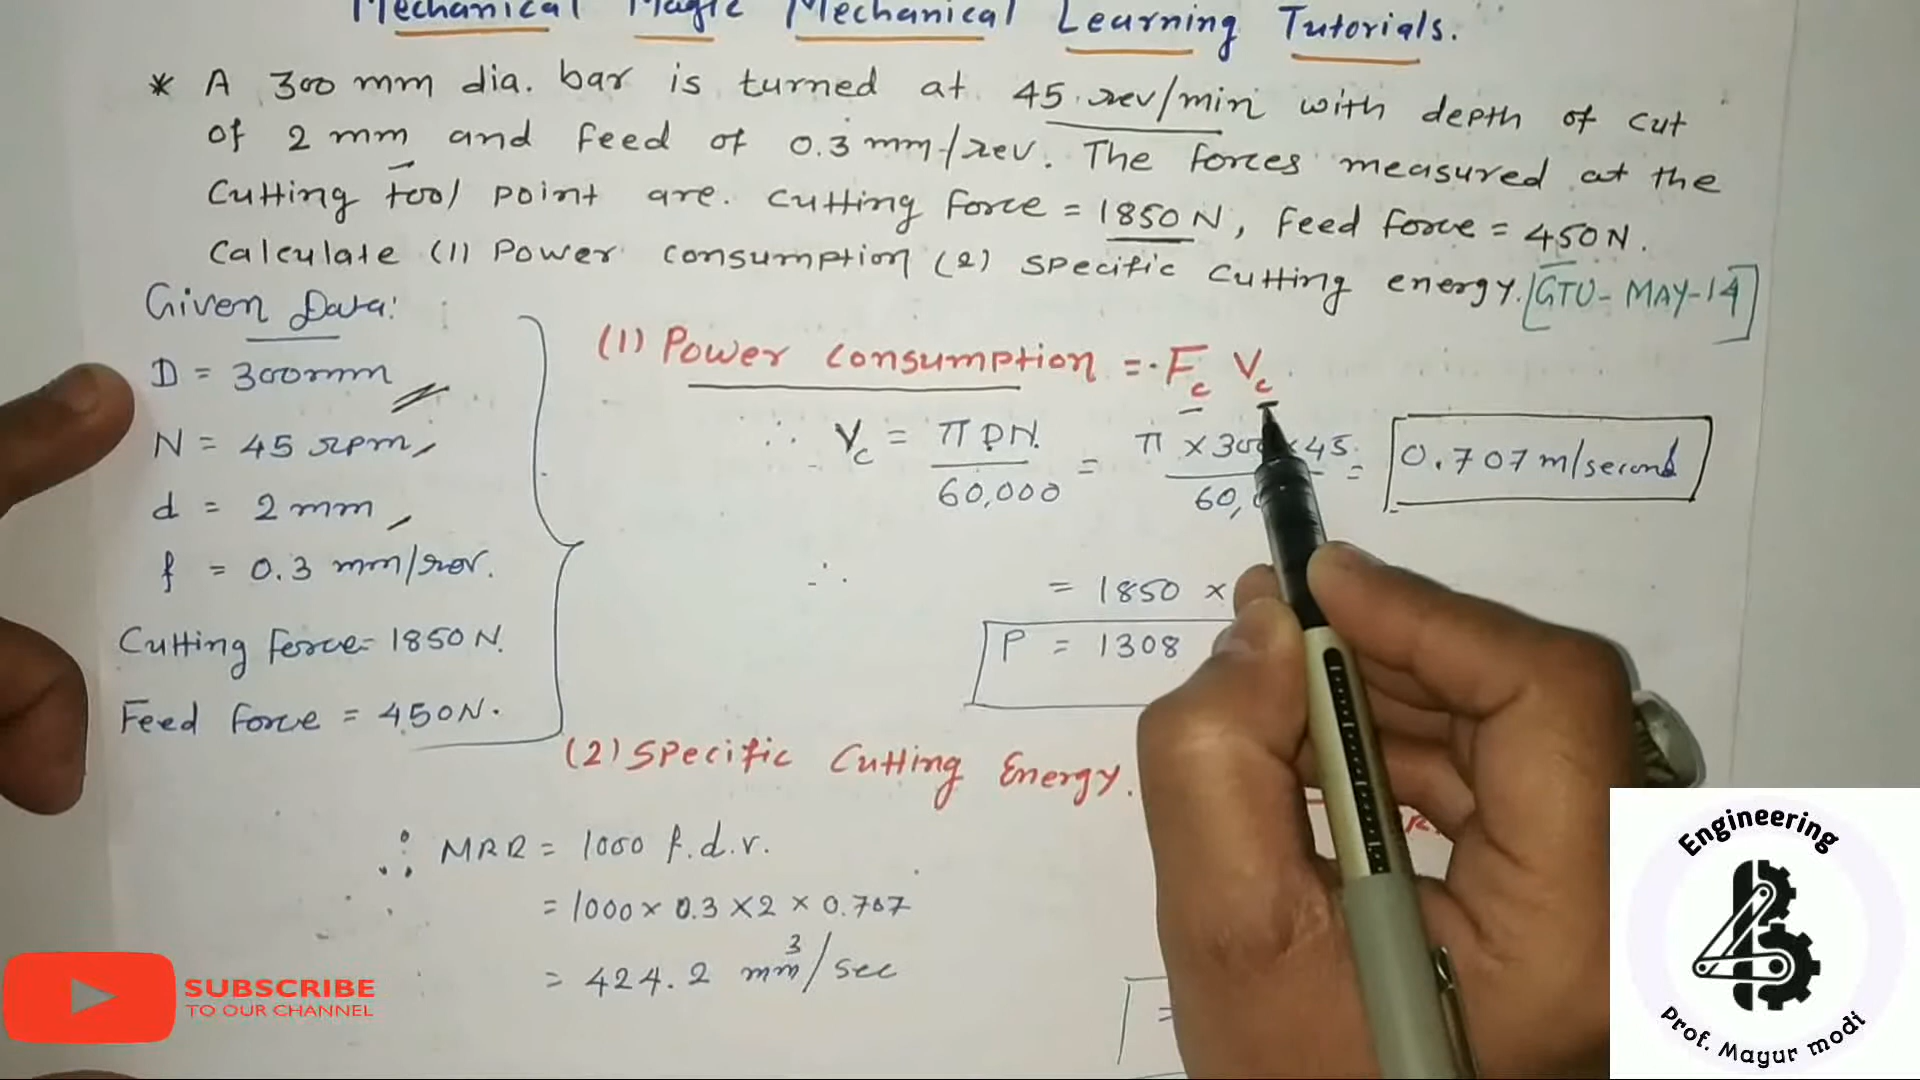 Mechanical Magic Mechanical Learning Tutorials.
* A 300 mm dia. bar is turned at 45 rev/min with depth of cut
of 2 mm and feed of 0.3 mm/rev. The forces measured at the
Cutting tool point are. Cutting force = 1850 N, Feed force = 450 N.
Calculate (1) Power consumption (2) Specific Cutting energy. [GTU-MAY-14]
Given Data:
D = 300mm
N = 45 rpm
d = 2 mm
f = 0.3 mm/rev.
Cutting force = 1850 N.
Feed force = 450 N.
(1) Power consumption = Fc Vc
∴ Vc = πDN / 60,000 = π × 300 × 45 / 60, = 0.707 m/second
∴ = 1850 ×
P = 1308
(2) Specific Cutting Energy.
∴ MRR = 1000 f.d.v.
= 1000 × 0.3 × 2 × 0.707
= 424.2 mm³/sec
=
SUBSCRIBE
TO OUR CHANNEL
Engineering
Prof. Mayur modi